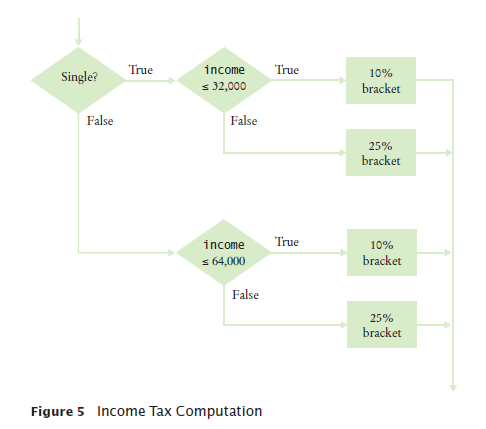 Single?
True
income
≤ 32,000
True
10%
bracket
False
False
25%
bracket
income
≤ 64,000
True
10%
bracket
False
25%
bracket
Figure 5 Income Tax Computation